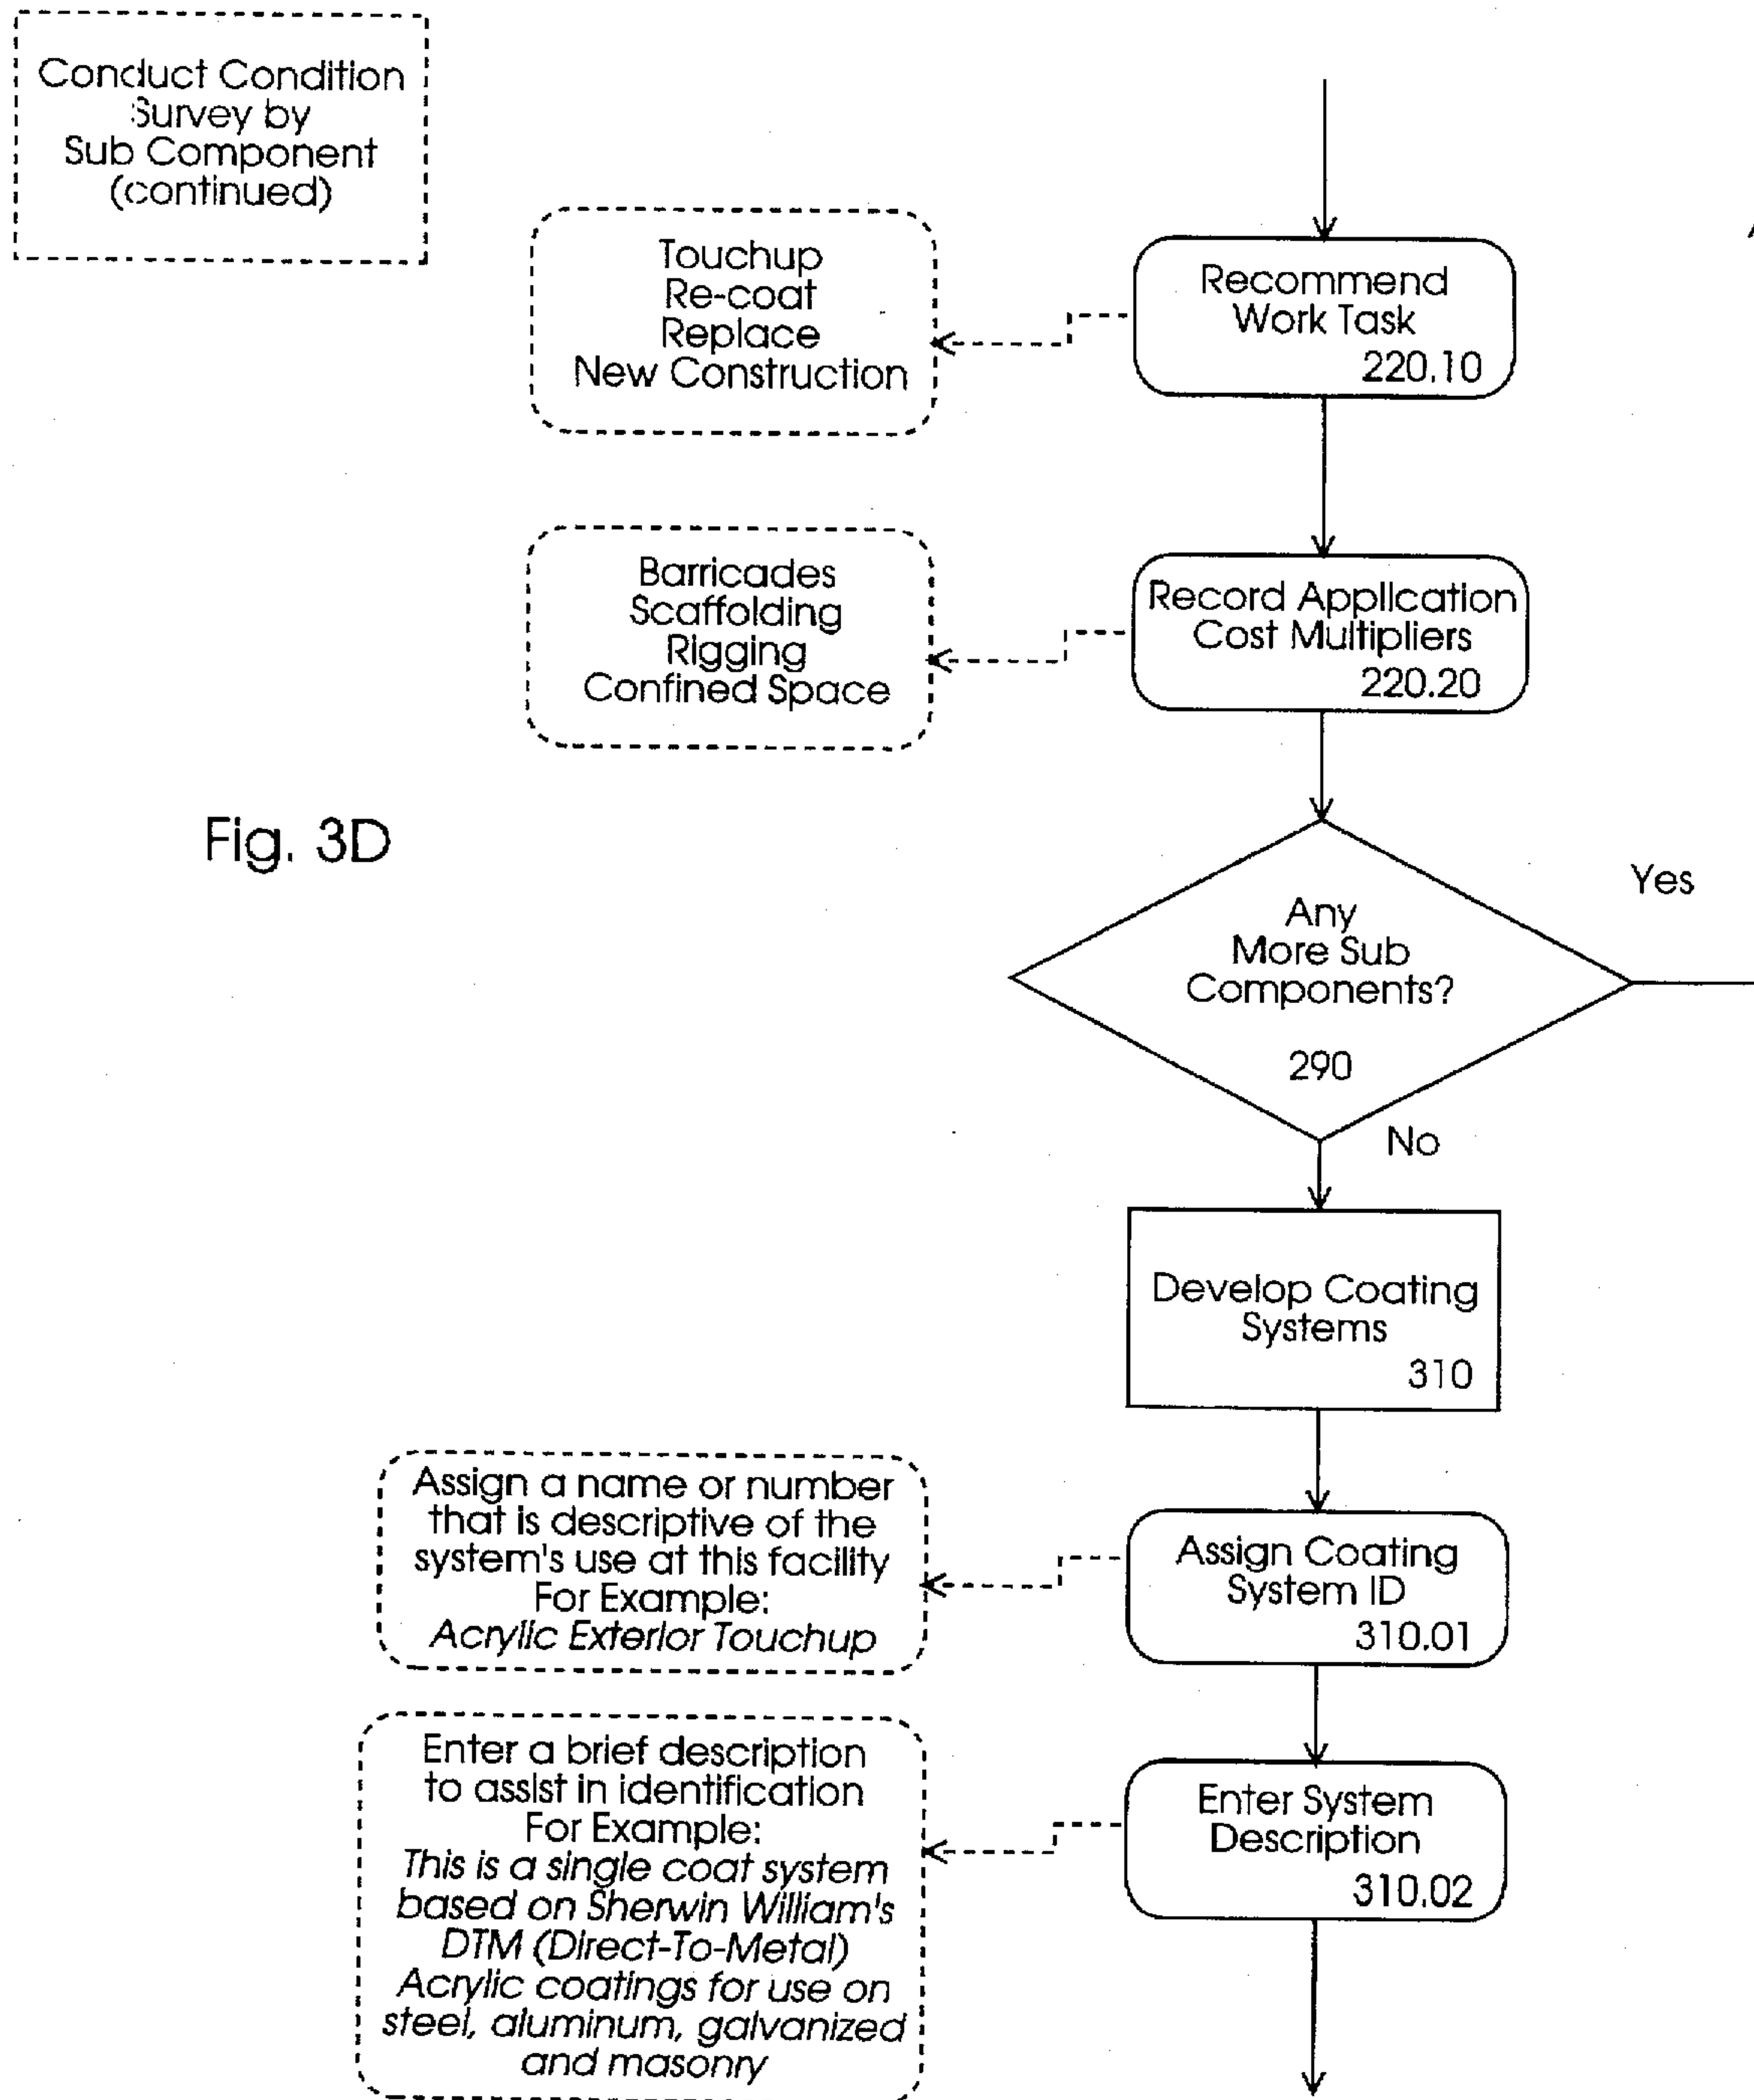 Conduct Condition
Survey by
Sub Component
(continued)
Touchup
Re-coat
Replace
New Construction
Recommend
Work Task
220.10
Barricades
Scaffolding
Rigging
Confined Space
Record Application
Cost Multipliers
220.20
Fig. 3D
Any
More Sub
Components?
290
Yes
No
Develop Coating
Systems
310
Assign a name or number
that is descriptive of the
system's use at this facility
For Example:
Acrylic Exterior Touchup
Assign Coating
System ID
310.01
Enter a brief description
to assist in identification
For Example:
This is a single coat system
based on Sherwin William's
DTM (Direct-To-Metal)
Acrylic coatings for use on
steel, aluminum, galvanized
and masonry
Enter System
Description
310.02